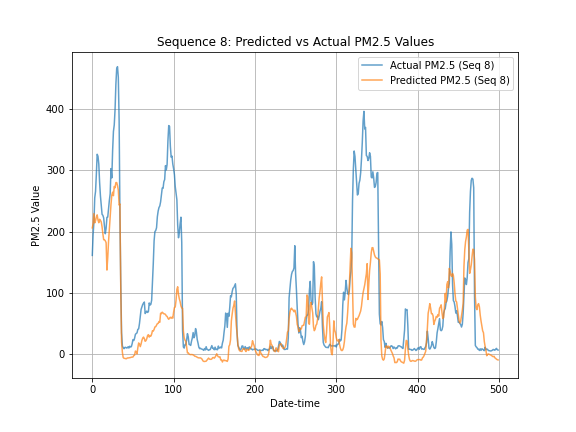 Sequence 8: Predicted vs Actual PM2.5 Values
Actual PM2.5 (Seq 8)
Predicted PM2.5 (Seq 8)
PM2.5 Value
400
300
200
100
0
0 100 200 300 400 500
Date-time